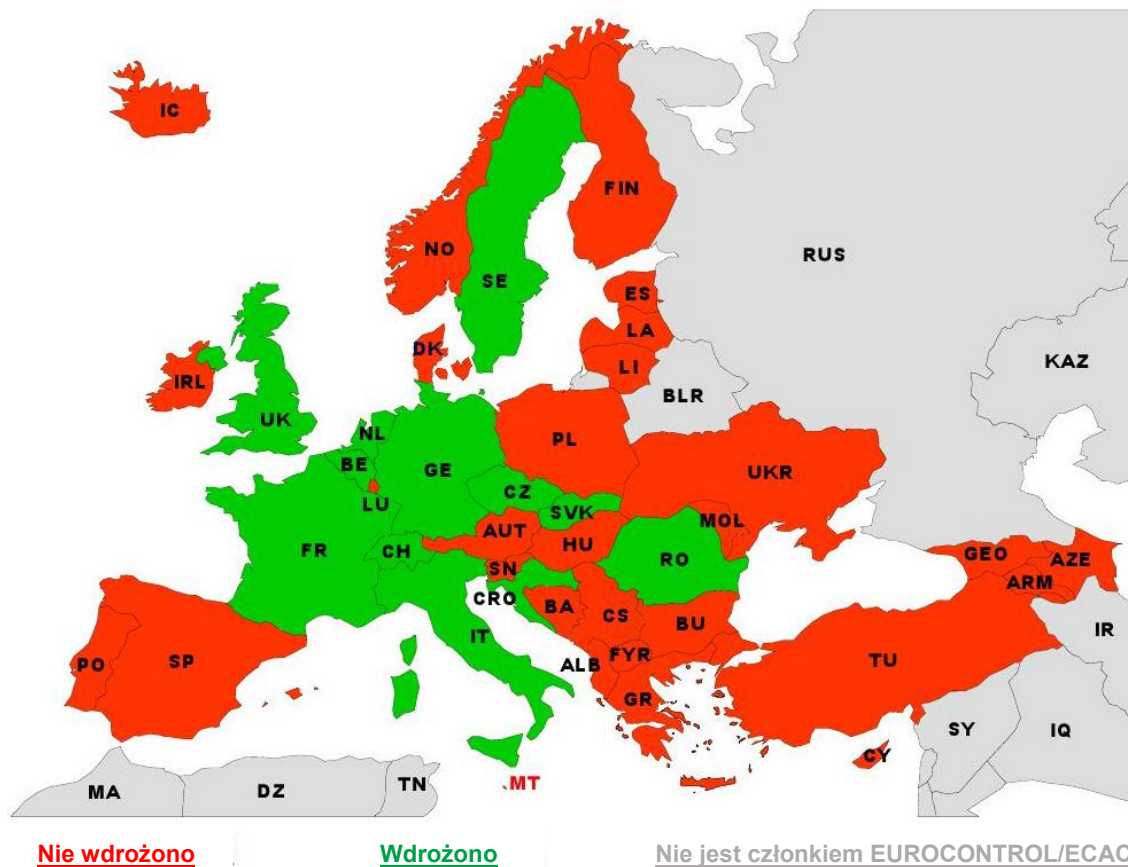 IC
FIN
NO
SE
RUS
ES
LA
DK
LI
KAZ
IRL
BLR
UK
NL
PL
BE
GE
UKR
CZ
LU
SVK
MOL
AUT
FR
CH
HU
RO
GEO
AZE
SN
ARM
CRO
BA
CS
BU
IR
IT
PO
SP
ALB
FYR
TU
GR
SY
IQ
CY
MT
TN
MA
DZ
Nie wdrożono
Wdrożono
Nie jest członkiem EUROCONTROL/ECAC